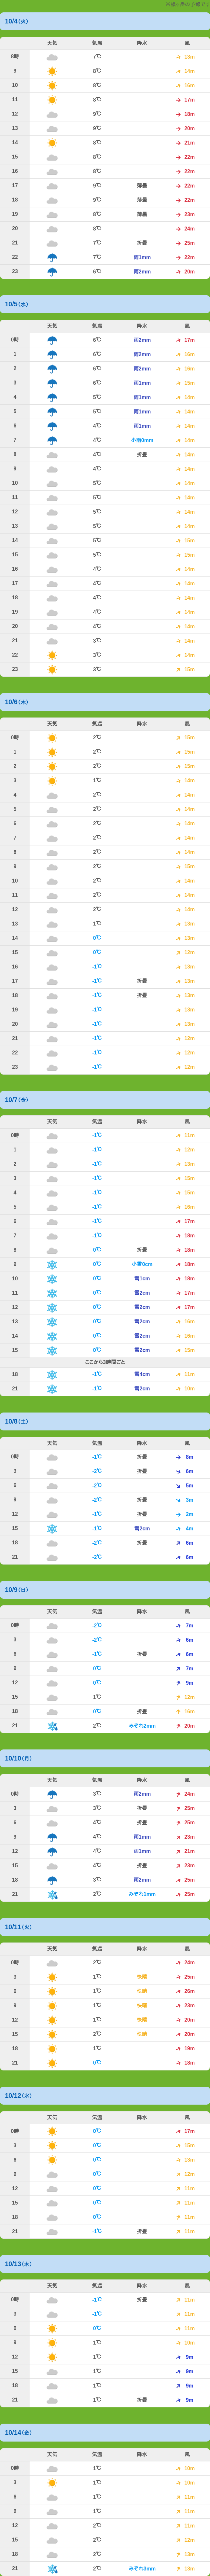 10/4(火)
天気 気温 降水 風
8時 7℃ 13m
9 8℃ 14m
10 8℃ 16m
11 8℃ 17m
12 9℃ 18m
13 9℃ 20m
14 8℃ 21m
15 8℃ 22m
16 8℃ 22m
17 9℃ 薄曇 22m
18 9℃ 薄曇 22m
19 8℃ 薄曇 23m
20 8℃ 24m
21 7℃ 折曇 25m
22 7℃ 雨1mm 22m
23 6℃ 雨2mm 20m
10/5(水)
天気 気温 降水 風
0時 6℃ 雨2mm 17m
1 6℃ 雨2mm 16m
2 6℃ 雨2mm 16m
3 6℃ 雨1mm 15m
4 5℃ 雨1mm 14m
5 5℃ 雨1mm 14m
6 4℃ 雨1mm 14m
7 4℃ 小雨0mm 14m
8 4℃ 折曇 14m
9 4℃ 14m
10 5℃ 14m
11 5℃ 14m
12 5℃ 14m
13 5℃ 14m
14 5℃ 15m
15 5℃ 15m
16 4℃ 14m
17 4℃ 14m
18 4℃ 14m
19 4℃ 14m
20 4℃ 14m
21 3℃ 14m
22 3℃ 14m
23 3℃ 15m
10/6(木)
天気 気温 降水 風
0時 2℃ 15m
1 2℃ 15m
2 2℃ 15m
3 1℃ 14m
4 2℃ 14m
5 2℃ 14m
6 2℃ 14m
7 2℃ 14m
8 2℃ 14m
9 2℃ 15m
10 2℃ 14m
11 2℃ 14m
12 2℃ 14m
13 1℃ 13m
14 0℃ 13m
15 0℃ 12m
16 -1℃ 13m
17 -1℃ 折曇 13m
18 -1℃ 折曇 13m
19 -1℃ 13m
20 -1℃ 13m
21 -1℃ 12m
22 -1℃ 12m
23 -1℃ 12m
10/7(金)
天気 気温 降水 風
0時 -1℃ 11m
1 -1℃ 12m
2 -1℃ 13m
3 -1℃ 15m
4 -1℃ 15m
5 -1℃ 16m
6 -1℃ 17m
7 -1℃ 18m
8 0℃ 折曇 18m
9 0℃ 小雪0cm 18m
10 0℃ 雪1cm 18m
11 0℃ 雪2cm 17m
12 0℃ 雪2cm 17m
13 0℃ 雪2cm 16m
14 0℃ 雪2cm 16m
15 0℃ 雪2cm 15m
ここから3時間ごと
18 -1℃ 雪4cm 11m
21 -1℃ 雪2cm 10m
10/8(土)
天気 気温 降水 風
0時 -1℃ 折曇 8m
3 -2℃ 折曇 6m
6 -2℃ 5m
9 -2℃ 折曇 3m
12 -1℃ 折曇 2m
15 -1℃ 雪2cm 4m
18 -2℃ 折曇 6m
21 -2℃ 6m
10/9(日)
天気 気温 降水 風
0時 -2℃ 7m
3 -2℃ 6m
6 -1℃ 折曇 6m
9 0℃ 7m
12 0℃ 9m
15 1℃ 12m
18 0℃ 折曇 16m
21 2℃ みぞれ2mm 20m
10/10(月)
天気 気温 降水 風
0時 3℃ 雨2mm 24m
3 3℃ 折曇 25m
6 4℃ 折曇 25m
9 4℃ 雨1mm 23m
12 4℃ 雨1mm 21m
15 4℃ 折曇 23m
18 3℃ 雨2mm 25m
21 2℃ みぞれ1mm 25m
10/11(火)
天気 気温 降水 風
0時 2℃ 24m
3 1℃ 快晴 25m
6 1℃ 快晴 26m
9 1℃ 快晴 23m
12 1℃ 快晴 20m
15 2℃ 快晴 20m
18 1℃ 19m
21 0℃ 18m
10/12(水)
天気 気温 降水 風
0時 0℃ 17m
3 0℃ 15m
6 0℃ 13m
9 0℃ 12m
12 0℃ 11m
15 0℃ 11m
18 0℃ 11m
21 -1℃ 折曇 11m
10/13(木)
天気 気温 降水 風
0時 -1℃ 折曇 11m
3 -1℃ 11m
6 0℃ 11m
9 1℃ 10m
12 1℃ 9m
15 1℃ 9m
18 1℃ 9m
21 1℃ 折曇 9m
10/14(金)
天気 気温 降水 風
0時 1℃ 10m
3 1℃ 10m
6 1℃ 11m
9 1℃ 11m
12 2℃ 11m
15 2℃ 12m
18 2℃ 13m
21 2℃ みぞれ3mm 13m